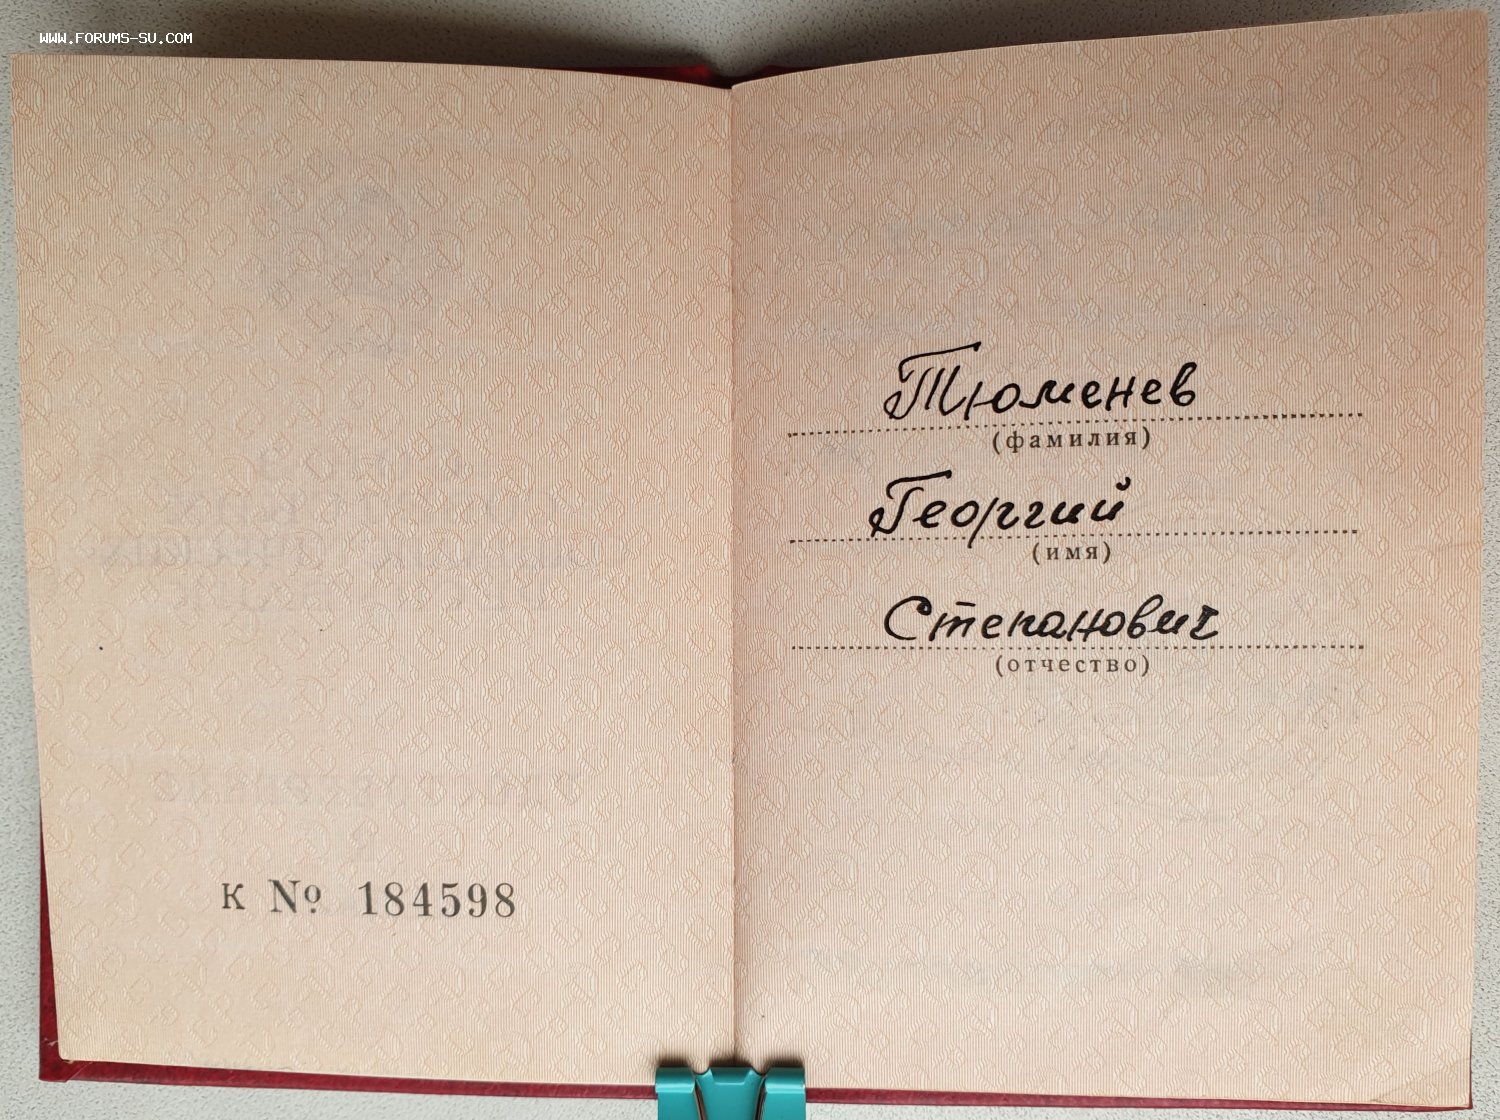 WWW.FORUMS-SU.COM
К № 184598
Тюменев
(фамилия)
Георгий
(имя)
Степанович
(отчество)